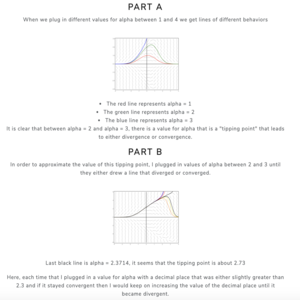 PART A
When we plug in different values for alpha between 1 and 4 we get lines of different behaviors
• The red line represents alpha = 1
• The green line represents alpha = 2
• The blue line represents alpha = 3
It is clear that between alpha = 2 and alpha = 3, there is a value for alpha that is a "tipping point" that leads
to either divergence or convergence.
PART B
In order to approximate the value of this tipping point, I plugged in values of alpha between 2 and 3 until
they either drew a line that diverged or converged.
Last black line is alpha = 2.3714, it seems that the tipping point is about 2.73
Here, each time that I plugged in a value for alpha with a decimal place that was either slightly greater than
2.3 and if it stayed convergent then I would keep on increasing the value of the decimal place until it
became divergent.